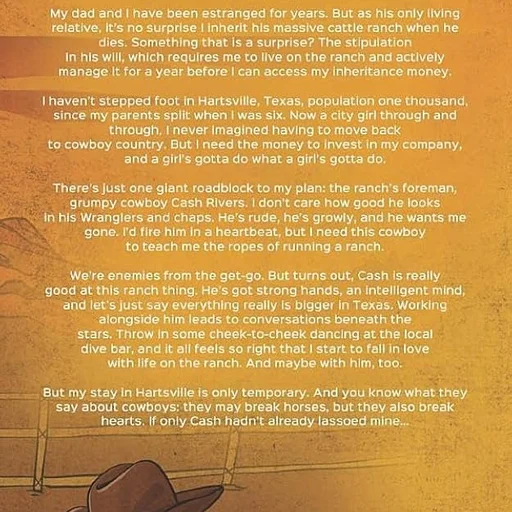 My dad and I have been estranged for years. But as his only living
relative, it's no surprise I inherit his massive cattle ranch when he
dies. Something that is a surprise? The stipulation
in his will, which requires me to live on the ranch and actively
manage it for a year before I can access my inheritance money.
I haven't stepped foot in Hartsville, Texas, population one thousand,
since my parents split when I was six. Now a city girl through and
through, I never imagined having to move back
to cowboy country. But I need the money to invest in my company,
and a girl's gotta do what a girl's gotta do.
There's just one giant roadblock to my plan: the ranch's foreman,
grumpy cowboy Cash Rivers. I don't care how good he looks
in his Wranglers and chaps. He's rude, he's growly, and he wants me
gone. I'd fire him in a heartbeat, but I need this cowboy
to teach me the ropes of running a ranch.
We're enemies from the get-go. But turns out, Cash is really
good at this ranch thing. He's got strong hands, an intelligent mind,
and let's just say everything really is bigger in Texas. Working
alongside him leads to conversations beneath the
stars. Throw in some cheek-to-cheek dancing at the local
dive bar, and it all feels so right that I start to fall in love
with life on the ranch. And maybe with him, too.
But my stay in Hartsville is only temporary. And you know what they
say about cowboys: they may break horses, but they also break
hearts. If only Cash hadn't already lassoed mine...